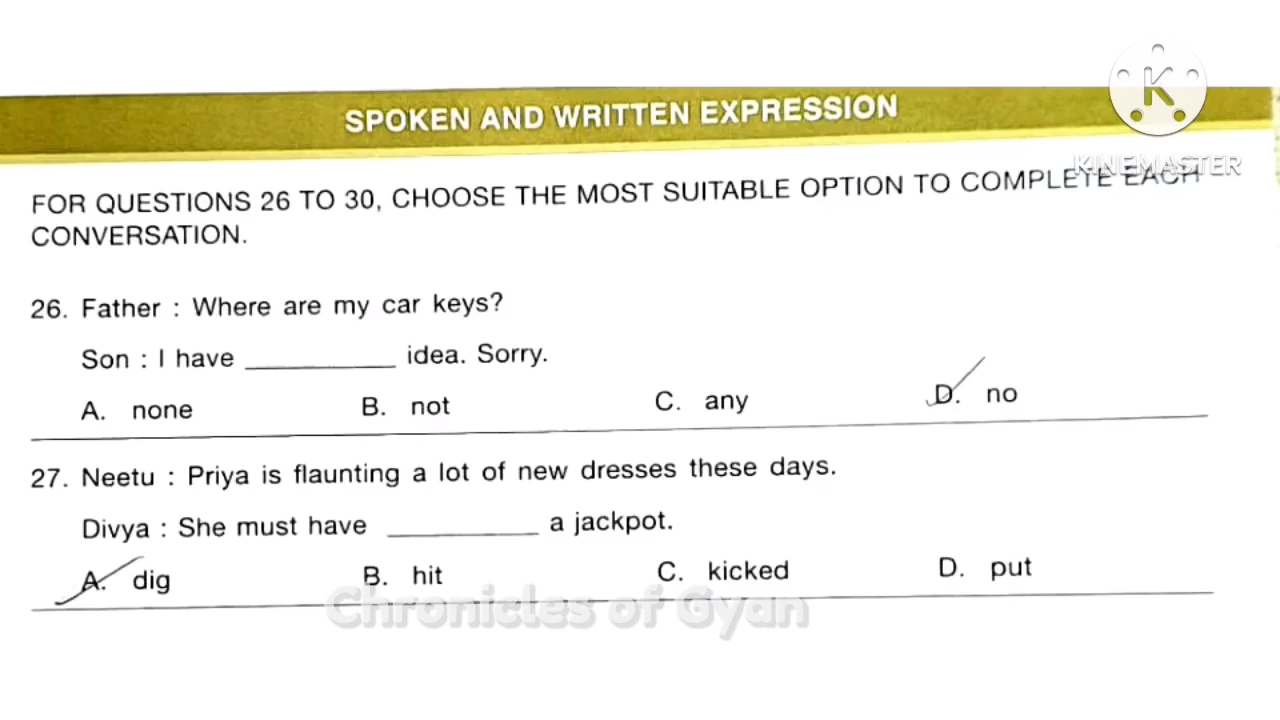 K
KINEMASTER
SPOKEN AND WRITTEN EXPRESSION
FOR QUESTIONS 26 TO 30, CHOOSE THE MOST SUITABLE OPTION TO COMPLETE EACH
CONVERSATION.
26. Father : Where are my car keys?
Son : I have __________ idea. Sorry.
A. none B. not C. any D. no
27. Neetu : Priya is flaunting a lot of new dresses these days.
Divya : She must have __________ a jackpot.
A. dig B. hit C. kicked D. put
Chronicles of Gyan